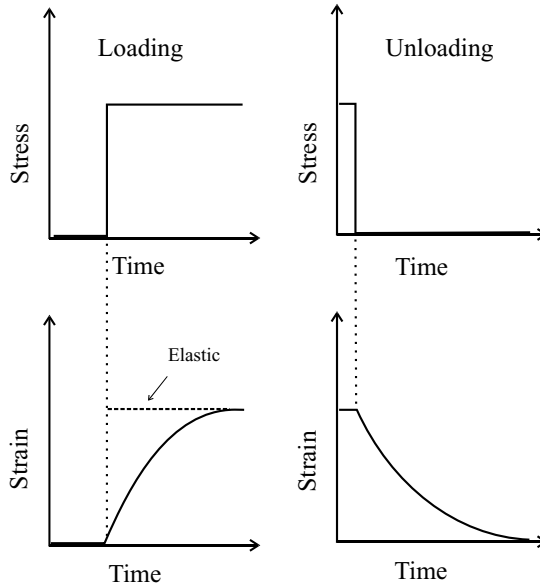 Loading
Unloading
Stress
Stress
Time
Time
Elastic
Strain
Strain
Time
Time